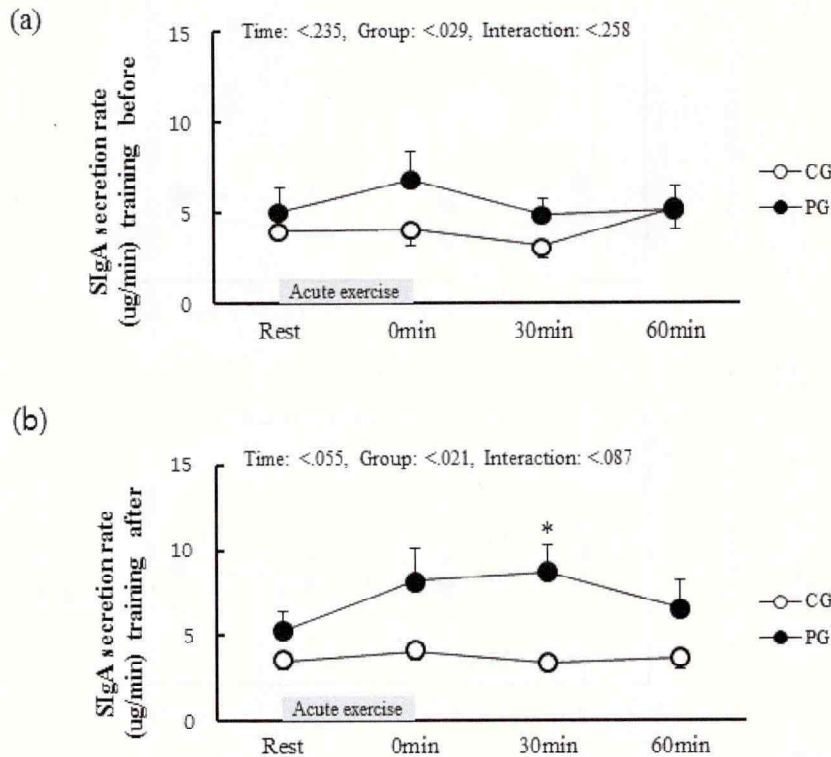 (a)
Time: <.235, Group: <.029, Interaction: <.258
SIgA secretion rate
(ug/min) training before
15
10
5
0
CG
PG
Acute exercise
Rest 0min 30min 60min
(b)
Time: <.055, Group: <.021, Interaction: <.087
SIgA secretion rate
(ug/min) training after
15
10
5
0
*
CG
PG
Acute exercise
Rest 0min 30min 60min